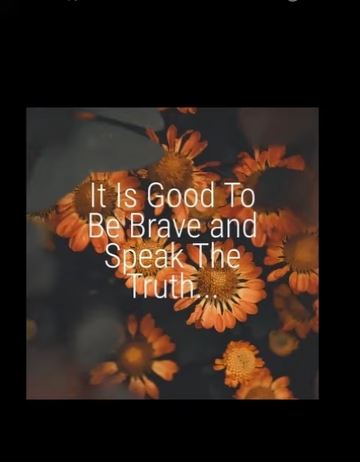 It Is Good To
Be Brave and
Speak The
Truth...